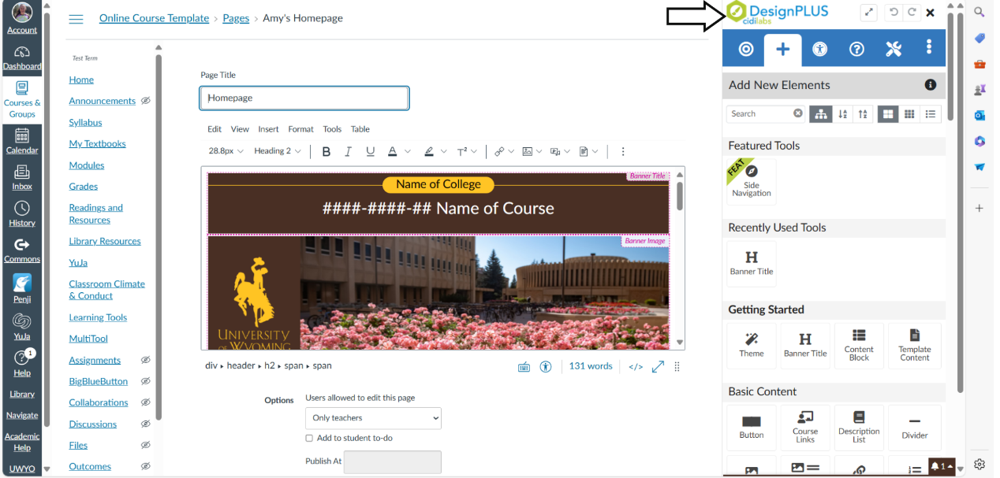 Account
Dashboard
Courses &
Groups
Calendar
Inbox
History
Commons
Penji
YuJa
1
Help
Library
Navigate
Academic
Help
UWYO
Online Course Template › Pages › Amy's Homepage
Test Term
Home
Announcements
Syllabus
My Textbooks
Modules
Grades
Readings and
Resources
Library Resources
YuJa
Classroom Climate
& Conduct
Learning Tools
MultiTool
Assignments
BigBlueButton
Collaborations
Discussions
Files
Outcomes
Page Title
Homepage
Edit View Insert Format Tools Table
28.8px Heading 2 B I U A T²
Banner Title
Name of College
####-####-## Name of Course
Banner Image
UNIVERSITY
OF WYOMING
div ▸ header ▸ h2 ▸ span ▸ span
131 words </>
Options
Users allowed to edit this page
Only teachers
Add to student to-do
Publish At
DesignPLUS
cidilabs
Add New Elements
Search
Featured Tools
FEAT
Side
Navigation
Recently Used Tools
H
Banner Title
Getting Started
Theme
H
Banner Title
Content
Block
Template
Content
Basic Content
Button
Course
Links
Description
List
Divider
1